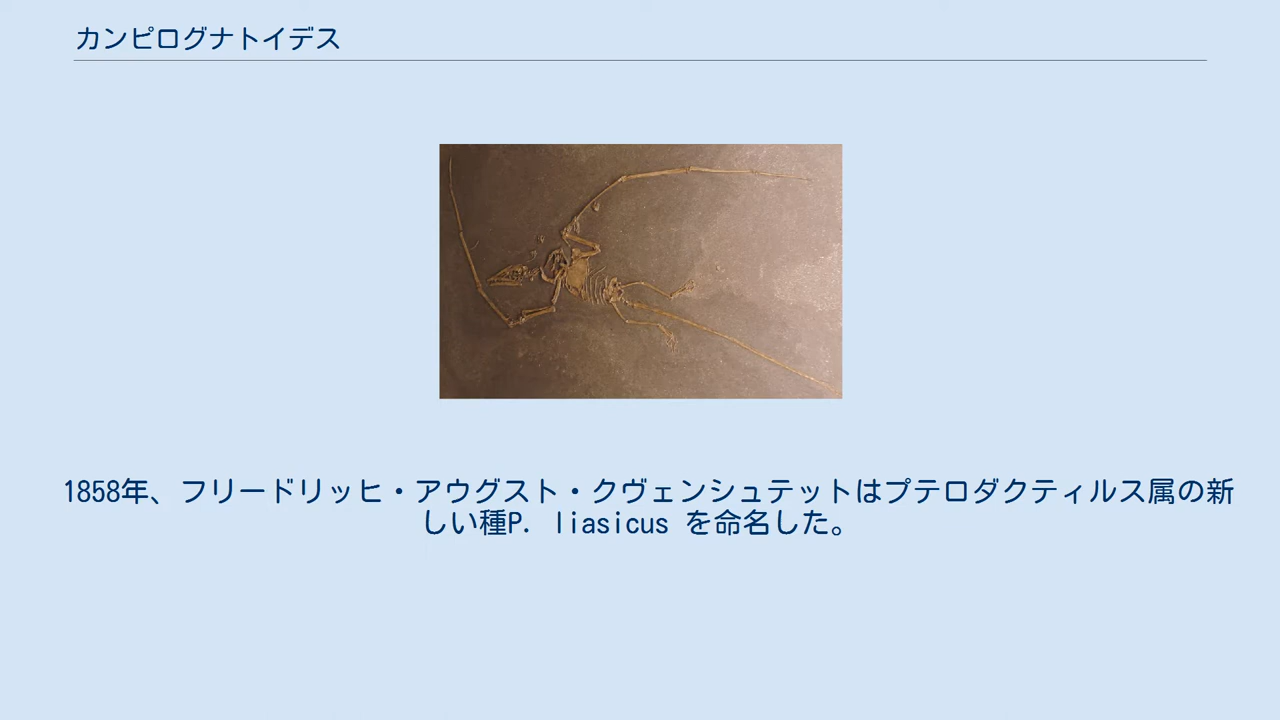 カンピログナトイデス
1858年、フリードリッヒ・アウグスト・クヴェンシュテットはプテロダクティルス属の新
しい種P. liasicus を命名した。